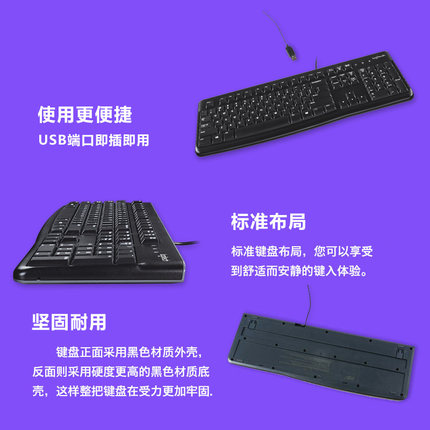 使用更便捷
USB端口即插即用
标准布局
标准键盘布局，您可以享受
到舒适而安静的键入体验。
坚固耐用
键盘正面采用黑色材质外壳，
反面则采用硬度更高的黑色材质底
壳，这样整把键盘在受力更加牢固.